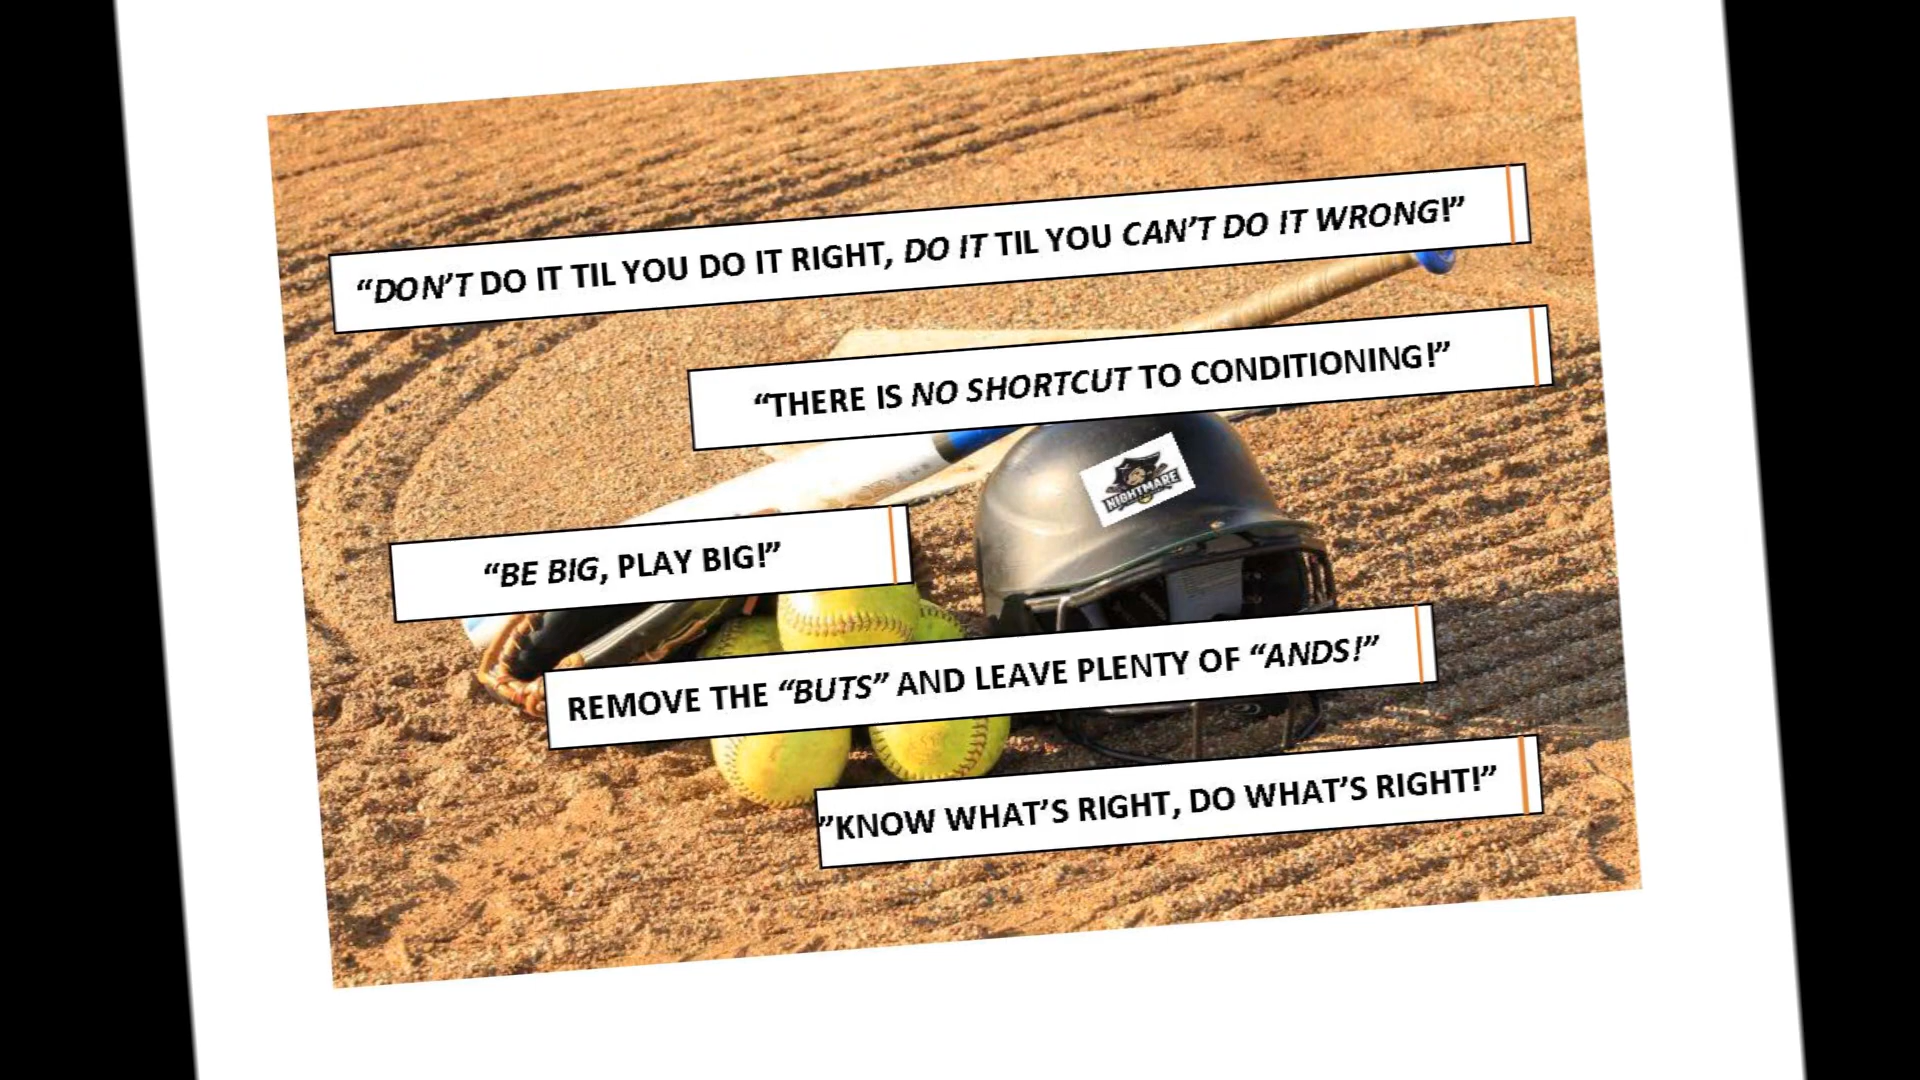 “DON’T DO IT TIL YOU DO IT RIGHT, DO IT TIL YOU CAN’T DO IT WRONG!”
“THERE IS NO SHORTCUT TO CONDITIONING!”
NIGHTMARE
“BE BIG, PLAY BIG!”
REMOVE THE “BUTS” AND LEAVE PLENTY OF “ANDS!”
”KNOW WHAT’S RIGHT, DO WHAT’S RIGHT!”